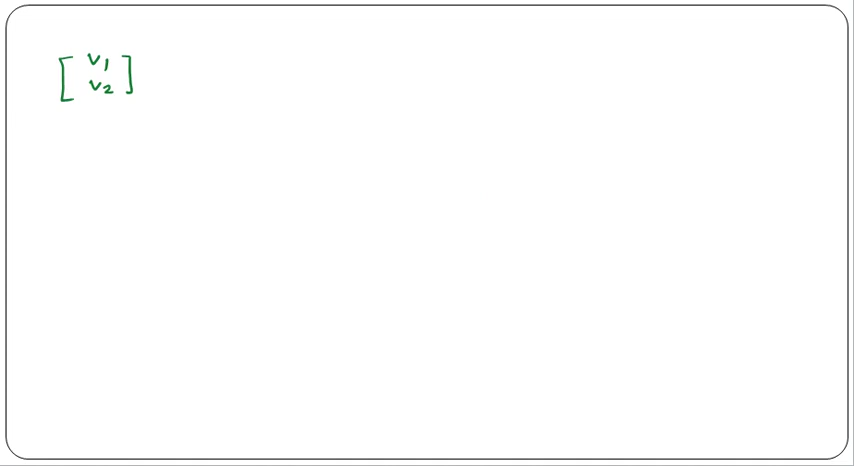 [ v₁
v₂ ]